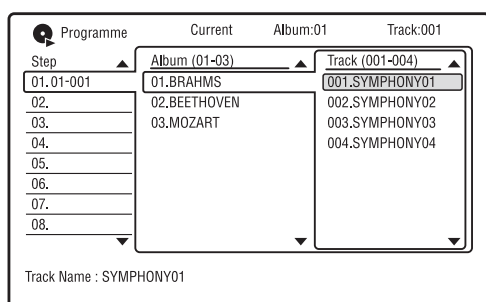 Programme Current Album:01 Track:001
Step Album (01-03) Track (001-004)
01.01-001 01.BRAHMS 001.SYMPHONY01
02. 02.BEETHOVEN 002.SYMPHONY02
03. 03.MOZART 003.SYMPHONY03
04. 004.SYMPHONY04
05.
06.
07.
08.
Track Name : SYMPHONY01